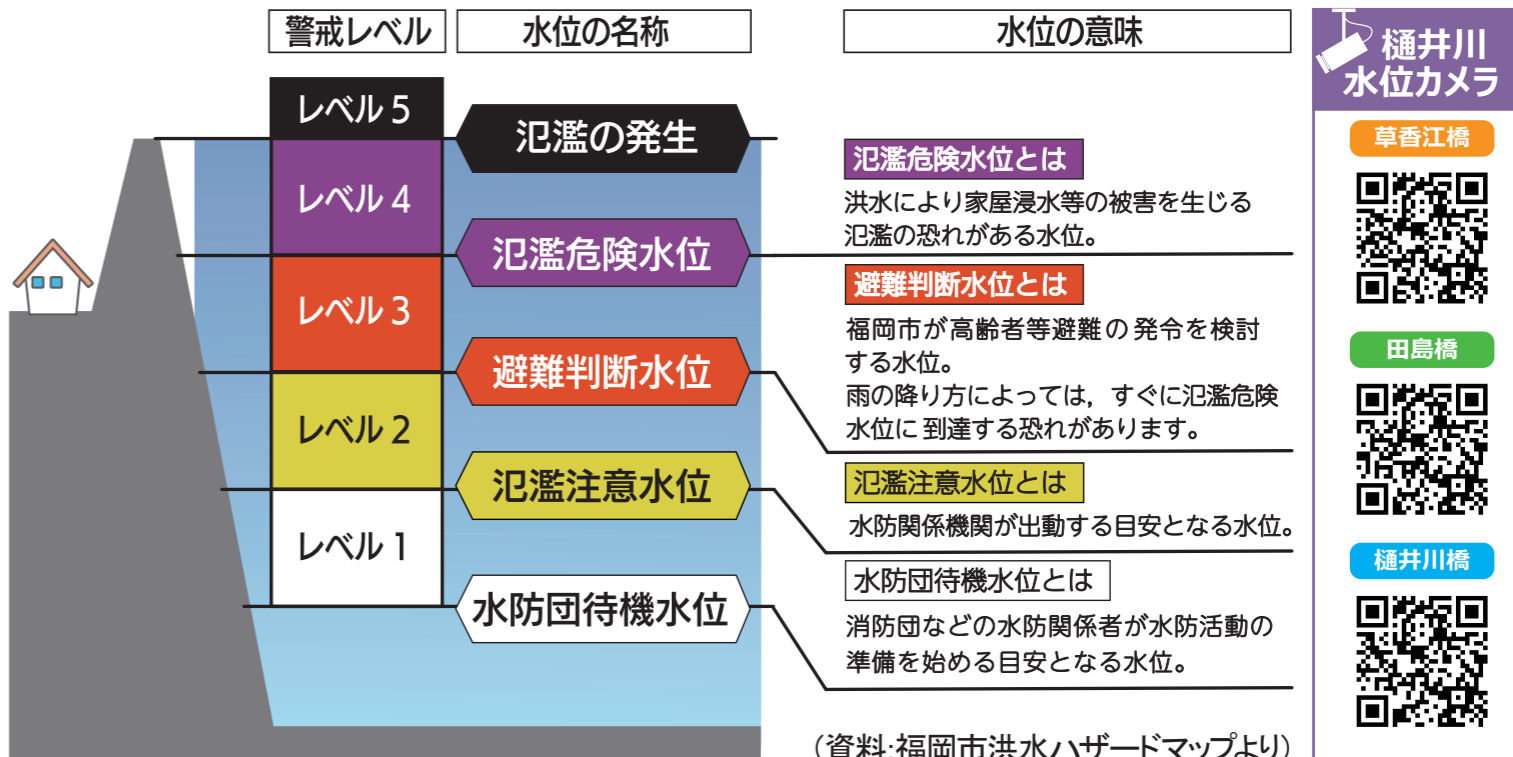 警戒レベル
水位の名称
水位の意味
レベル 5
レベル 4
レベル 3
レベル 2
レベル 1
氾濫の発生
氾濫危険水位
避難判断水位
氾濫注意水位
水防団待機水位
氾濫危険水位とは
洪水により家屋浸水等の被害を生じる
氾濫の恐れがある水位。
避難判断水位とは
福岡市が高齢者等避難の発令を検討
する水位。
雨の降り方によっては，すぐに氾濫危険
水位に到達する恐れがあります。
氾濫注意水位とは
水防関係機関が出動する目安となる水位。
水防団待機水位とは
消防団などの水防関係者が水防活動の
準備を始める目安となる水位。
（資料:福岡市洪水ハザードマップより）
樋井川
水位カメラ
草香江橋
田島橋
樋井川橋